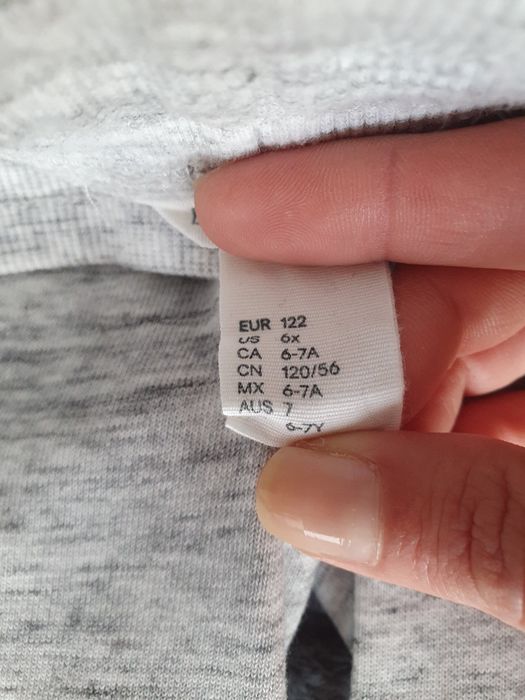 EUR 122
US 6x
CA 6-7A
CN 120/56
MX 6-7A
AUS 7
6-7Y